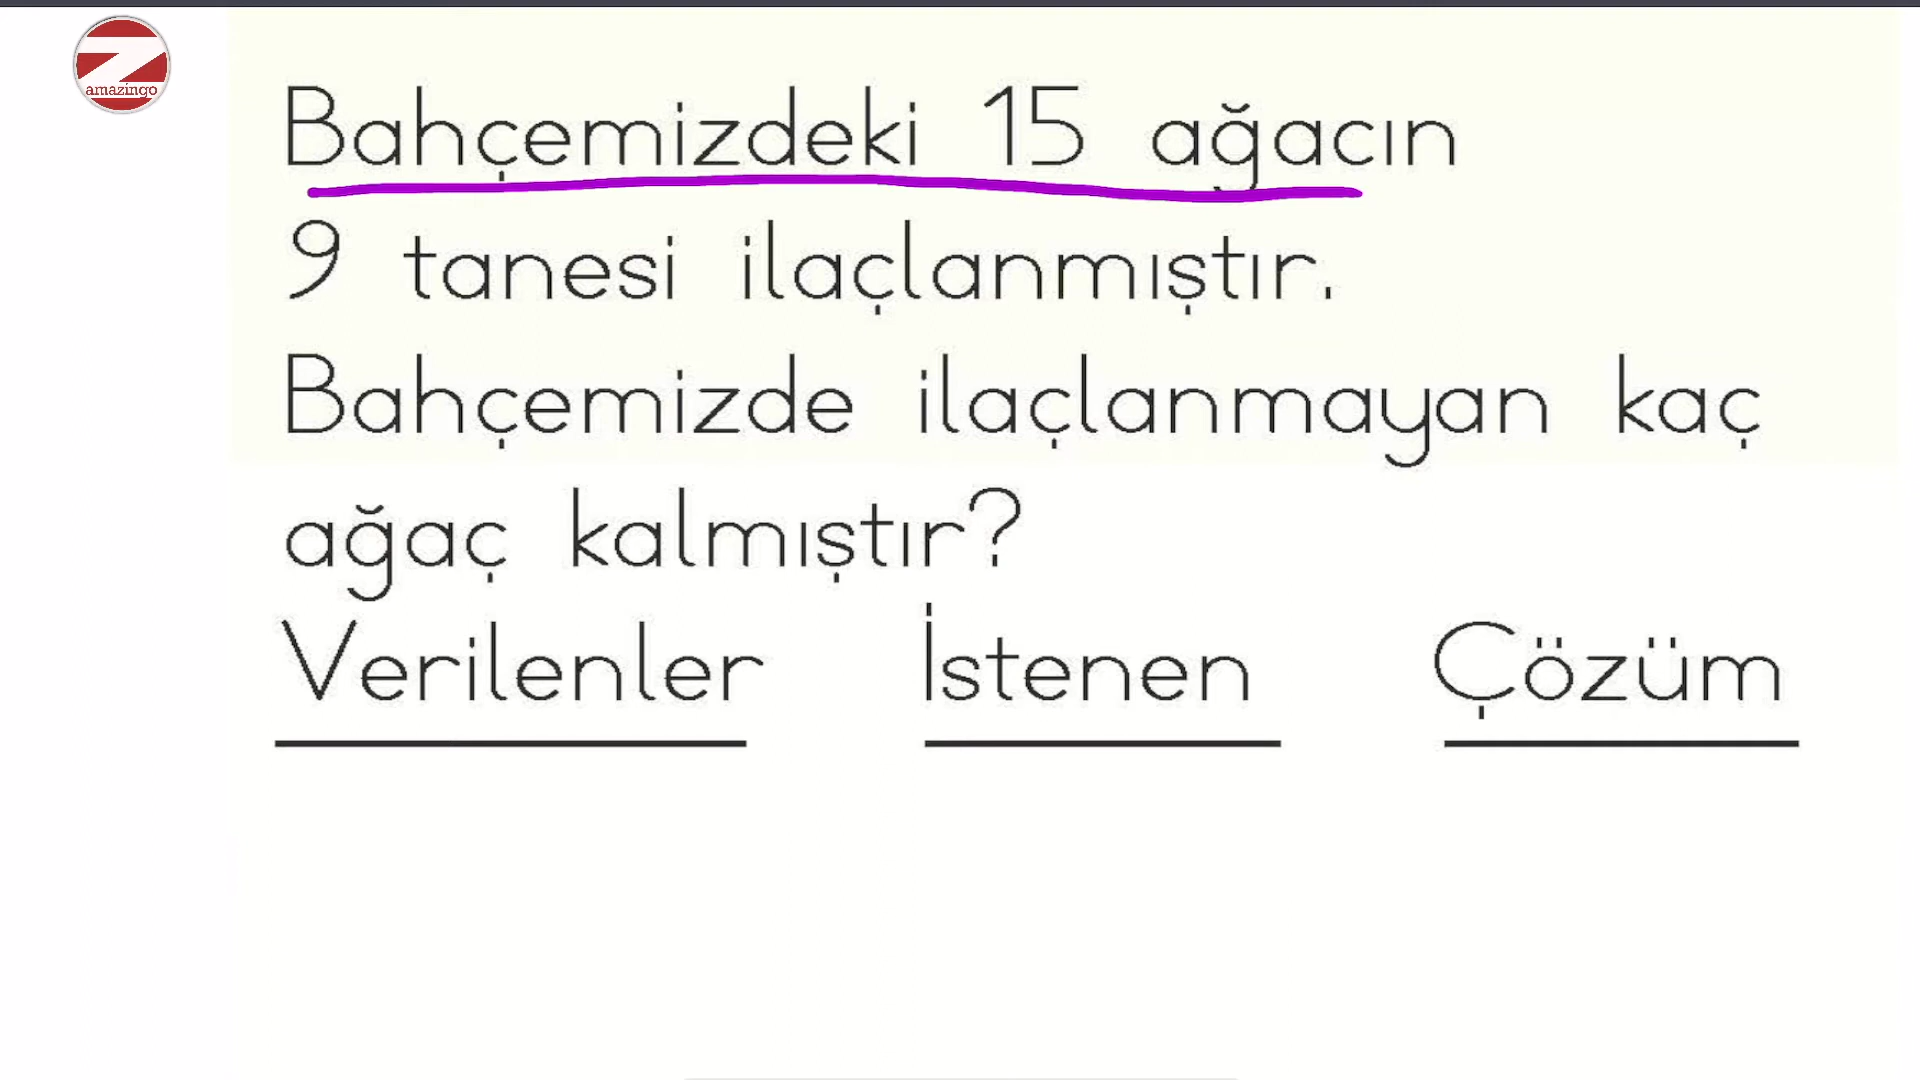 amazingo
Bahçemizdeki 15 ağacın
9 tanesi ilaçlanmıştır.
Bahçemizde ilaçlanmayan kaç
ağaç kalmıştır?
Verilenler İstenen Çözüm